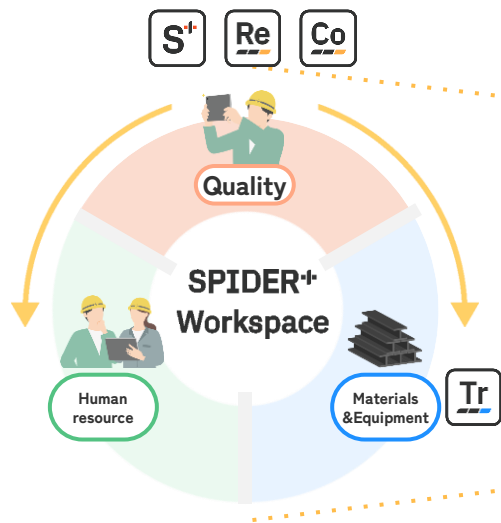 S+
Re
Co
Quality
SPIDER+
Workspace
Human
resource
Materials
&Equipment
Tr